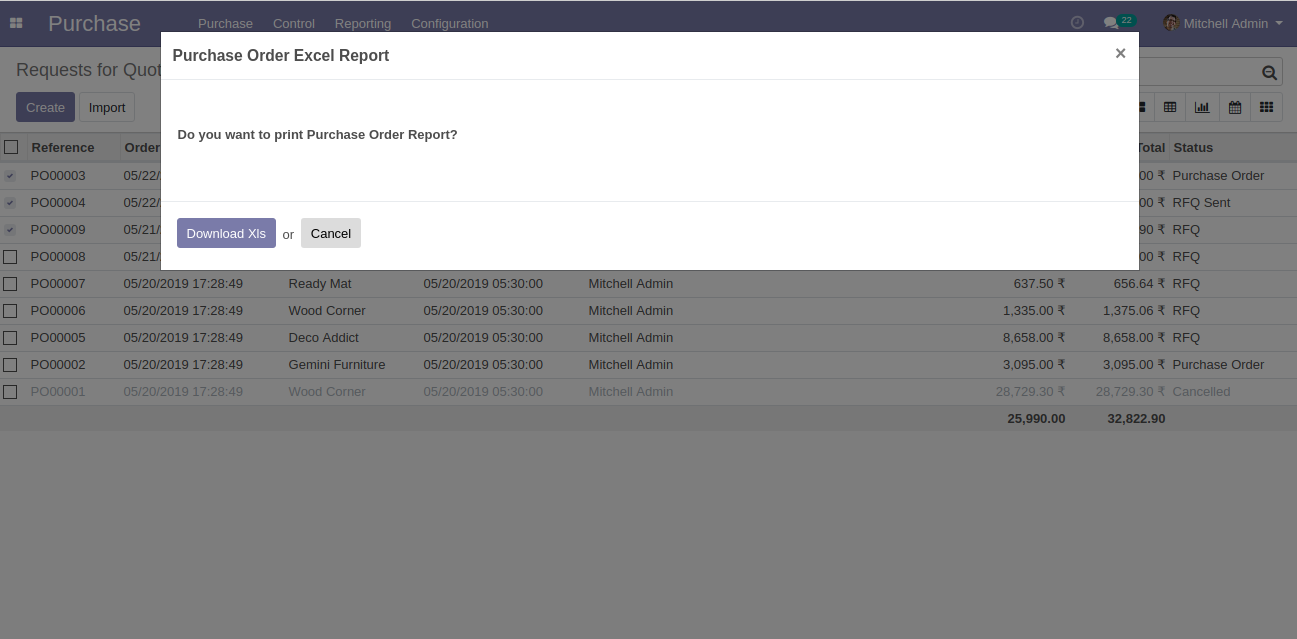 Purchase Purchase Control Reporting Configuration 22 Mitchell Admin
Purchase Order Excel Report ×
Requests for Quot
Create Import
Do you want to print Purchase Order Report?
Reference Order Total Status
PO00003 05/22/ 00 ₹ Purchase Order
PO00004 05/22/ 00 ₹ RFQ Sent
PO00009 05/21/ 90 ₹ RFQ
Download Xls or Cancel
PO00008 05/21/ 00 ₹ RFQ
PO00007 05/20/2019 17:28:49 Ready Mat 05/20/2019 05:30:00 Mitchell Admin 637.50 ₹ 656.64 ₹ RFQ
PO00006 05/20/2019 17:28:49 Wood Corner 05/20/2019 05:30:00 Mitchell Admin 1,335.00 ₹ 1,375.06 ₹ RFQ
PO00005 05/20/2019 17:28:49 Deco Addict 05/20/2019 05:30:00 Mitchell Admin 8,658.00 ₹ 8,658.00 ₹ RFQ
PO00002 05/20/2019 17:28:49 Gemini Furniture 05/20/2019 05:30:00 Mitchell Admin 3,095.00 ₹ 3,095.00 ₹ Purchase Order
PO00001 05/20/2019 17:28:49 Wood Corner 05/20/2019 05:30:00 Mitchell Admin 28,729.30 ₹ 28,729.30 ₹ Cancelled
25,990.00 32,822.90